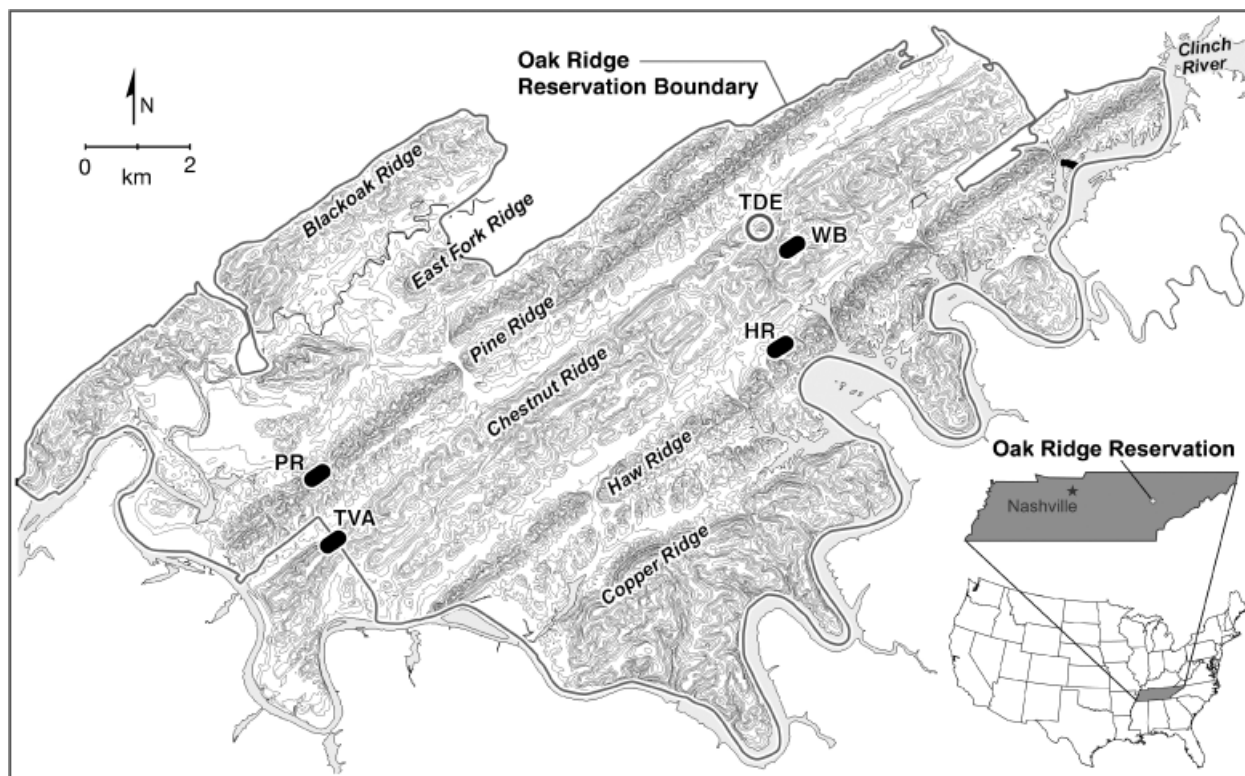 Clinch
River
Oak Ridge
Reservation Boundary
N
0 2
km
Blackoak Ridge
East Fork Ridge
TDE
WB
Pine Ridge
HR
Chestnut Ridge
PR
Haw Ridge
TVA
Copper Ridge
Oak Ridge Reservation
Nashville